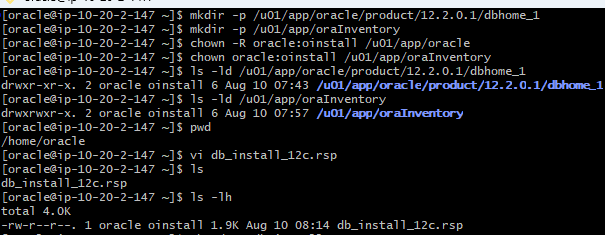 [oracle@ip-10-20-2-147 ~]$ mkdir -p /u01/app/oracle/product/12.2.0.1/dbhome_1
[oracle@ip-10-20-2-147 ~]$ mkdir -p /u01/app/oraInventory
[oracle@ip-10-20-2-147 ~]$ chown -R oracle:oinstall /u01/app/oracle
[oracle@ip-10-20-2-147 ~]$ chown oracle:oinstall /u01/app/oraInventory
[oracle@ip-10-20-2-147 ~]$ ls -ld /u01/app/oracle/product/12.2.0.1/dbhome_1
drwxr-xr-x. 2 oracle oinstall 6 Aug 10 07:43 /u01/app/oracle/product/12.2.0.1/dbhome_1
[oracle@ip-10-20-2-147 ~]$ ls -ld /u01/app/oraInventory
drwxrwxr-x. 2 oracle oinstall 6 Aug 10 07:57 /u01/app/oraInventory
[oracle@ip-10-20-2-147 ~]$ pwd
/home/oracle
[oracle@ip-10-20-2-147 ~]$ vi db_install_12c.rsp
[oracle@ip-10-20-2-147 ~]$ ls
db_install_12c.rsp
[oracle@ip-10-20-2-147 ~]$ ls -lh
total 4.0K
-rw-r--r--. 1 oracle oinstall 1.9K Aug 10 08:14 db_install_12c.rsp